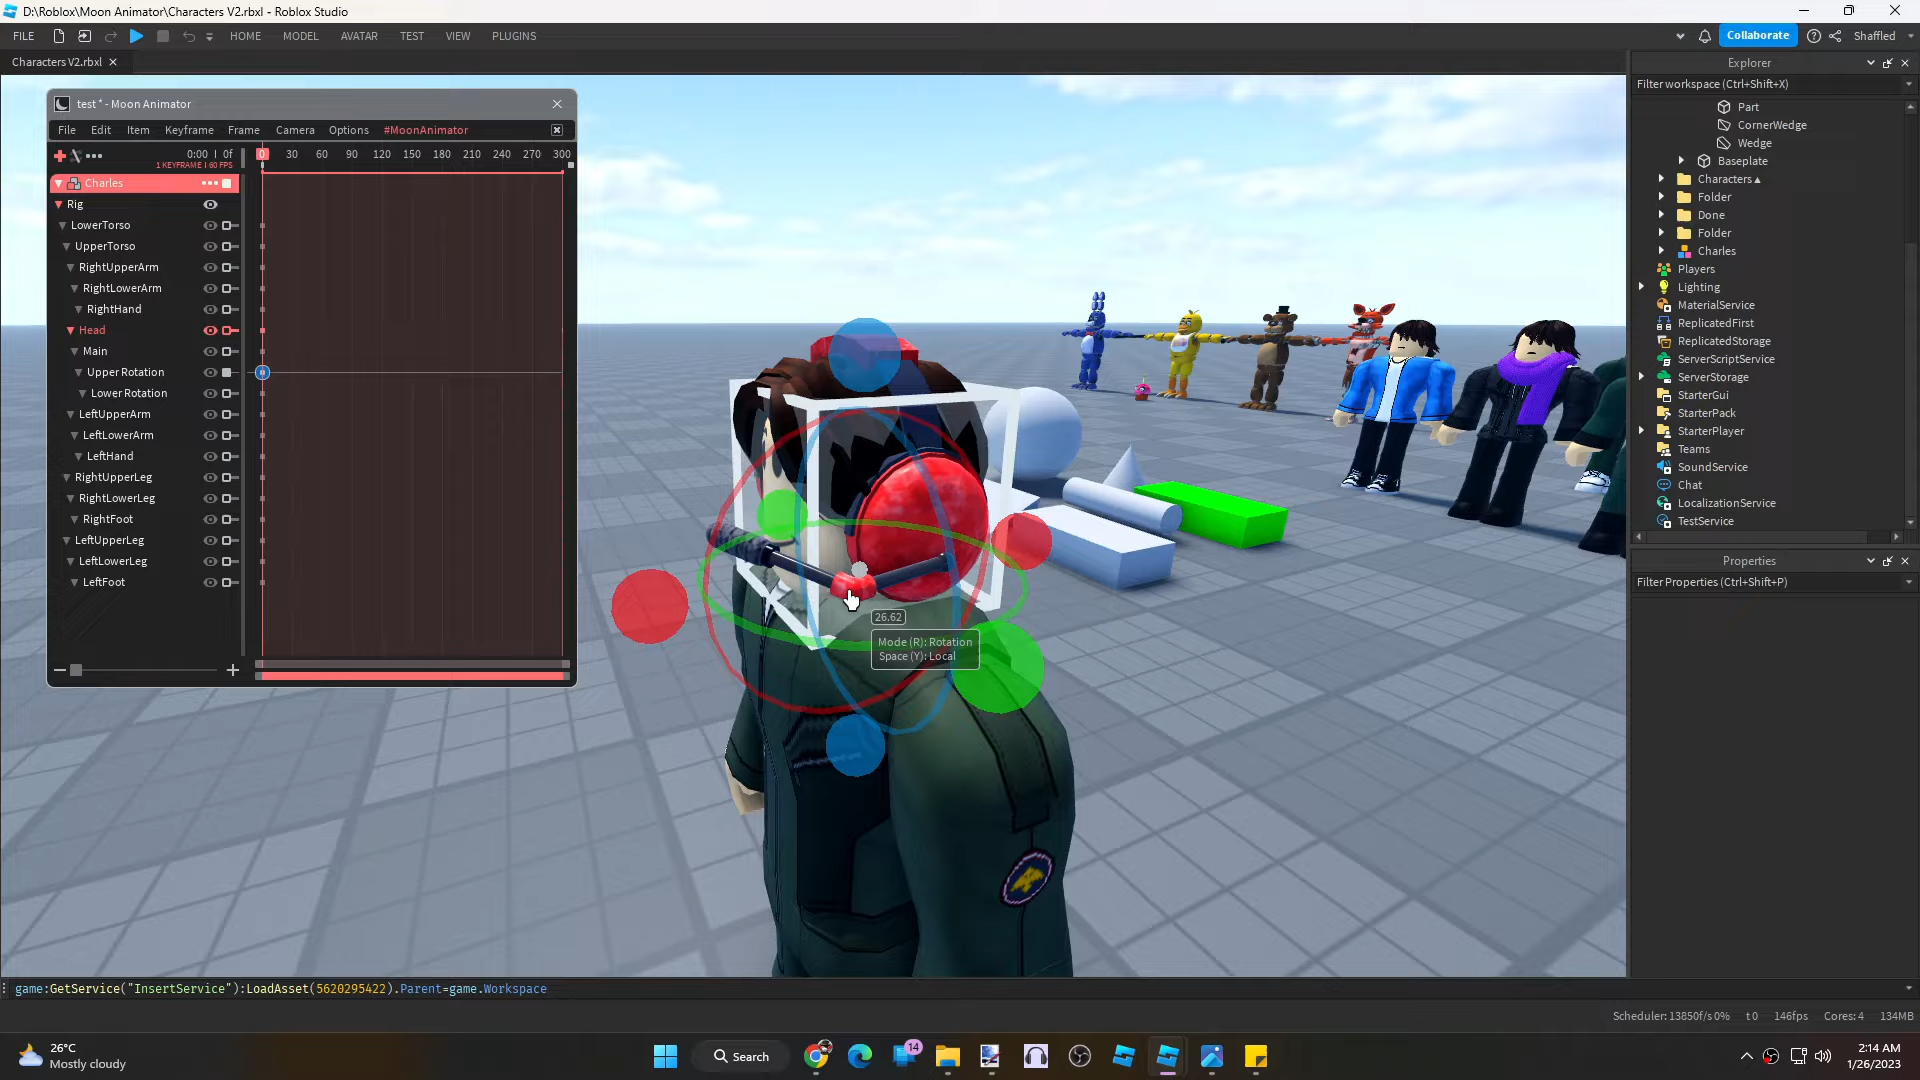 D:\Roblox\Moon Animator\Characters V2.rbxl - Roblox Studio
FILE HOME MODEL AVATAR TEST VIEW PLUGINS Collaborate Shaffled
Characters V2.rbxl
test * - Moon Animator
File Edit Item Keyframe Frame Camera Options #MoonAnimator
0:00 | 0f
1 KEYFRAME | 60 FPS
0 30 60 90 120 150 180 210 240 270 300
Charles
Rig
LowerTorso
UpperTorso
RightUpperArm
RightLowerArm
RightHand
Head
Main
Upper Rotation
Lower Rotation
LeftUpperArm
LeftLowerArm
LeftHand
RightUpperLeg
RightLowerLeg
RightFoot
LeftUpperLeg
LeftLowerLeg
LeftFoot
26.62
Mode (R): Rotation
Space (Y): Local
Explorer
Filter workspace (Ctrl+Shift+X)
Part
CornerWedge
Wedge
Baseplate
Characters
Folder
Done
Folder
Charles
Players
Lighting
MaterialService
ReplicatedFirst
ReplicatedStorage
ServerScriptService
ServerStorage
StarterGui
StarterPack
StarterPlayer
Teams
SoundService
Chat
LocalizationService
TestService
Properties
Filter Properties (Ctrl+Shift+P)
game:GetService("InsertService"):LoadAsset(5620295422).Parent=game.Workspace
Scheduler: 13850f/s 0% t 0 146fps Cores: 4 134MB
26°C
Mostly cloudy
Search
14
2:14 AM
1/26/2023